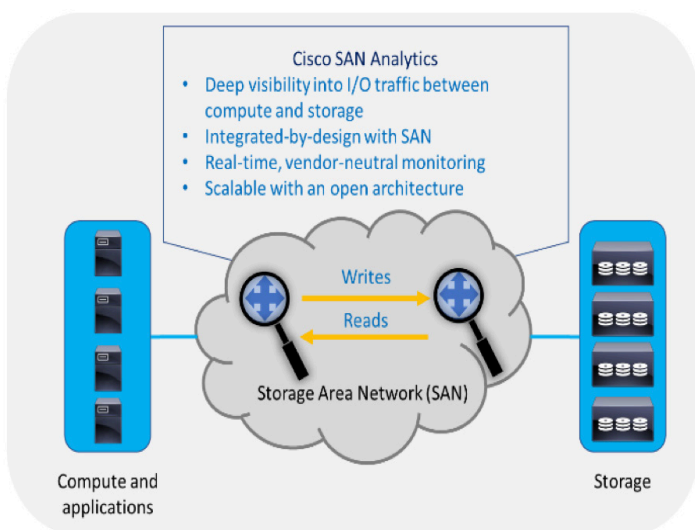 Cisco SAN Analytics
• Deep visibility into I/O traffic between
compute and storage
• Integrated-by-design with SAN
• Real-time, vendor-neutral monitoring
• Scalable with an open architecture
Writes
Reads
Storage Area Network (SAN)
Compute and
applications
Storage